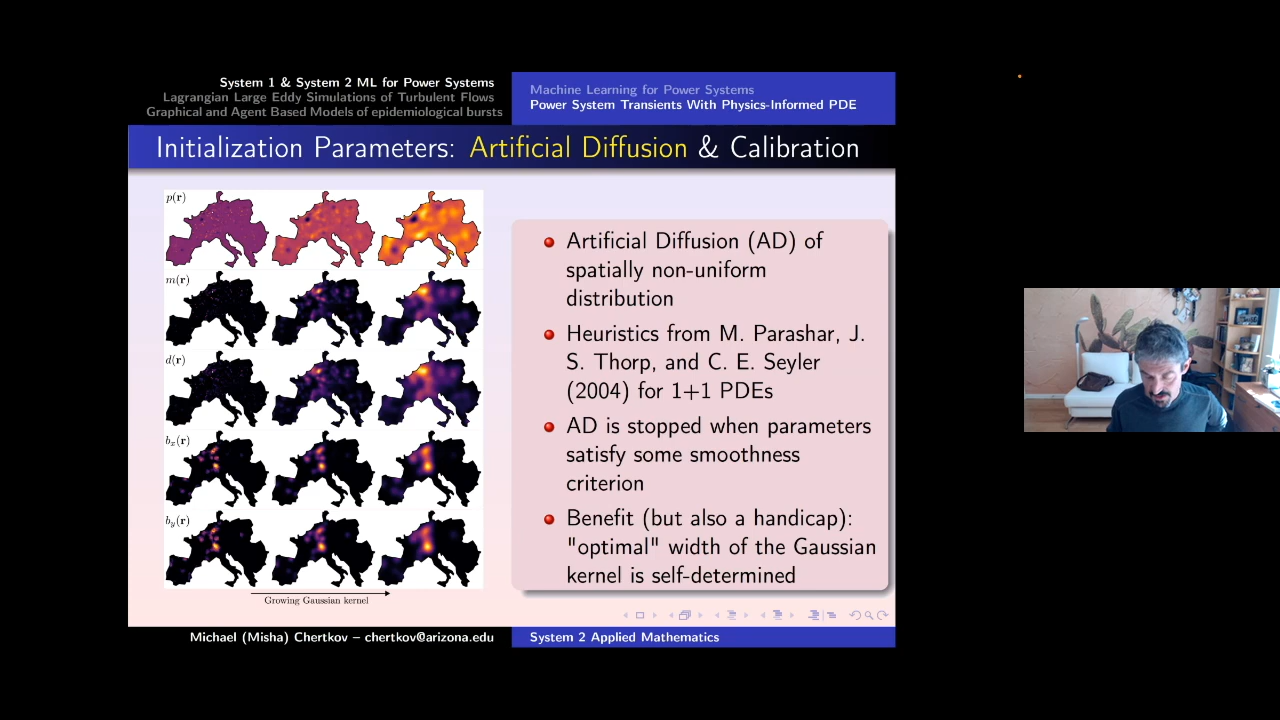 System 1 & System 2 ML for Power Systems
Lagrangian Large Eddy Simulations of Turbulent Flows
Graphical and Agent Based Models of epidemiological bursts
Machine Learning for Power Systems
Power System Transients With Physics-Informed PDE
Initialization Parameters: Artificial Diffusion & Calibration
p(r)
m(r)
d(r)
bₓ(r)
b_y(r)
Growing Gaussian kernel
Artificial Diffusion (AD) of
spatially non-uniform
distribution
Heuristics from M. Parashar, J.
S. Thorp, and C. E. Seyler
(2004) for 1+1 PDEs
AD is stopped when parameters
satisfy some smoothness
criterion
Benefit (but also a handicap):
"optimal" width of the Gaussian
kernel is self-determined
Michael (Misha) Chertkov – chertkov@arizona.edu
System 2 Applied Mathematics